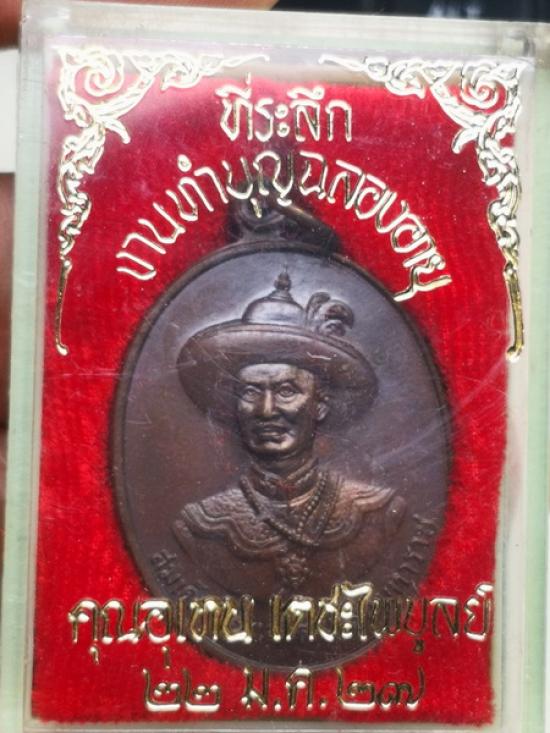 ที่ระลึก
งานทำบุญฉลองอายุ
คุณอุเทน เตชะไพบูลย์
๒๒ ม.ค. ๒๗